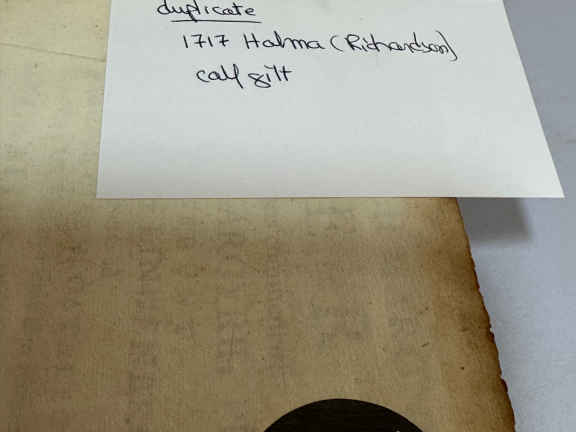 duplicate
1717 Halma (Richardson)
calf gilt